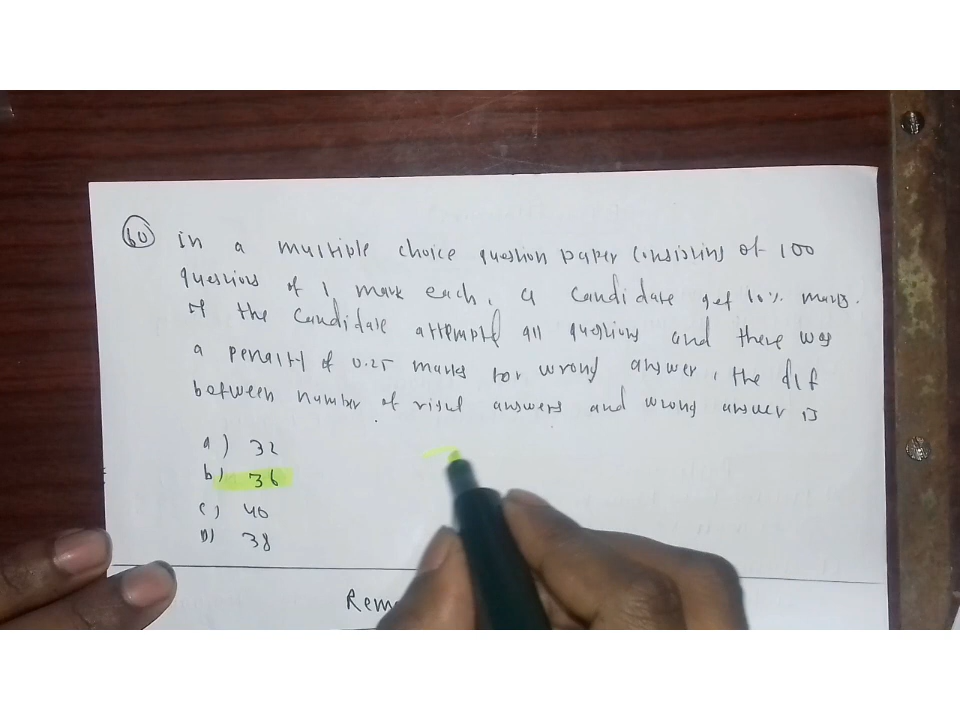 60 In a multiple choice question paper consisting of 100
questions of 1 mark each, a candidate get 10% marks.
If the candidate attempted all questions and there was
a penalty of 0.25 marks for wrong answer, the dif
between number of right answers and wrong answer is
a) 32
b) 36
c) 40
D) 38
Rem